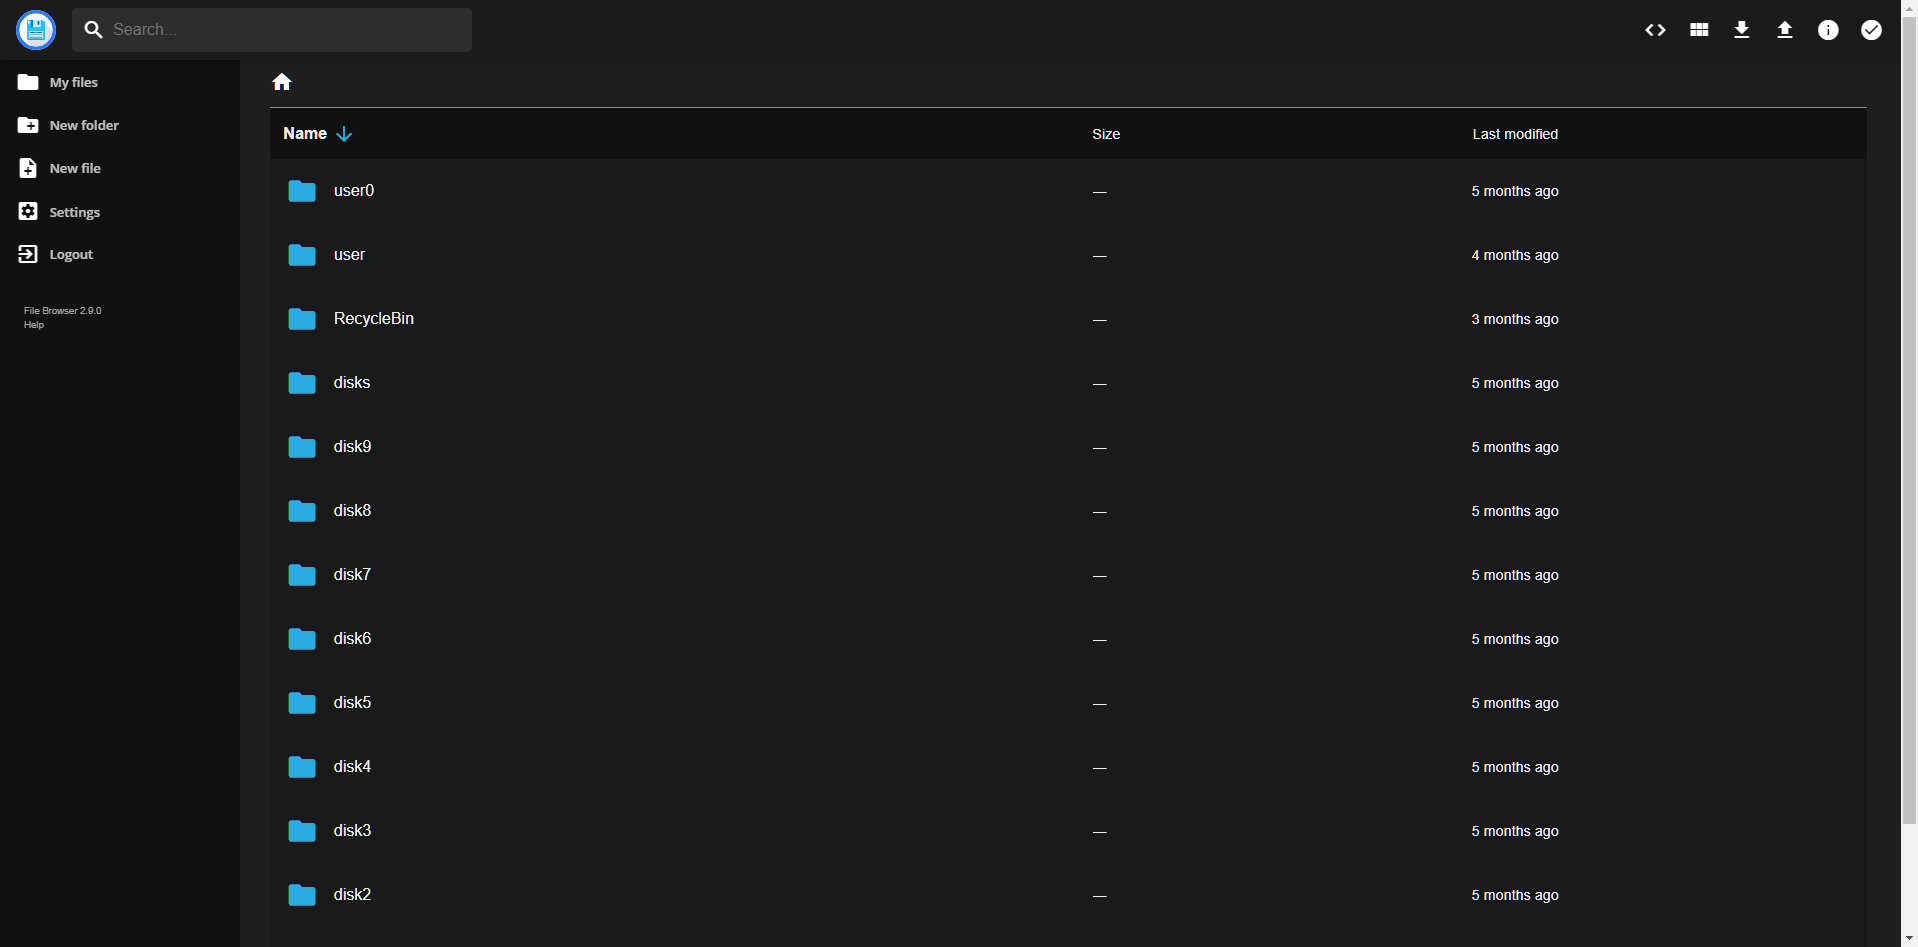 Search...
My files
New folder
New file
Settings
Logout
File Browser 2.9.0
Help
Name Size Last modified
user0 — 5 months ago
user — 4 months ago
RecycleBin — 3 months ago
disks — 5 months ago
disk9 — 5 months ago
disk8 — 5 months ago
disk7 — 5 months ago
disk6 — 5 months ago
disk5 — 5 months ago
disk4 — 5 months ago
disk3 — 5 months ago
disk2 — 5 months ago